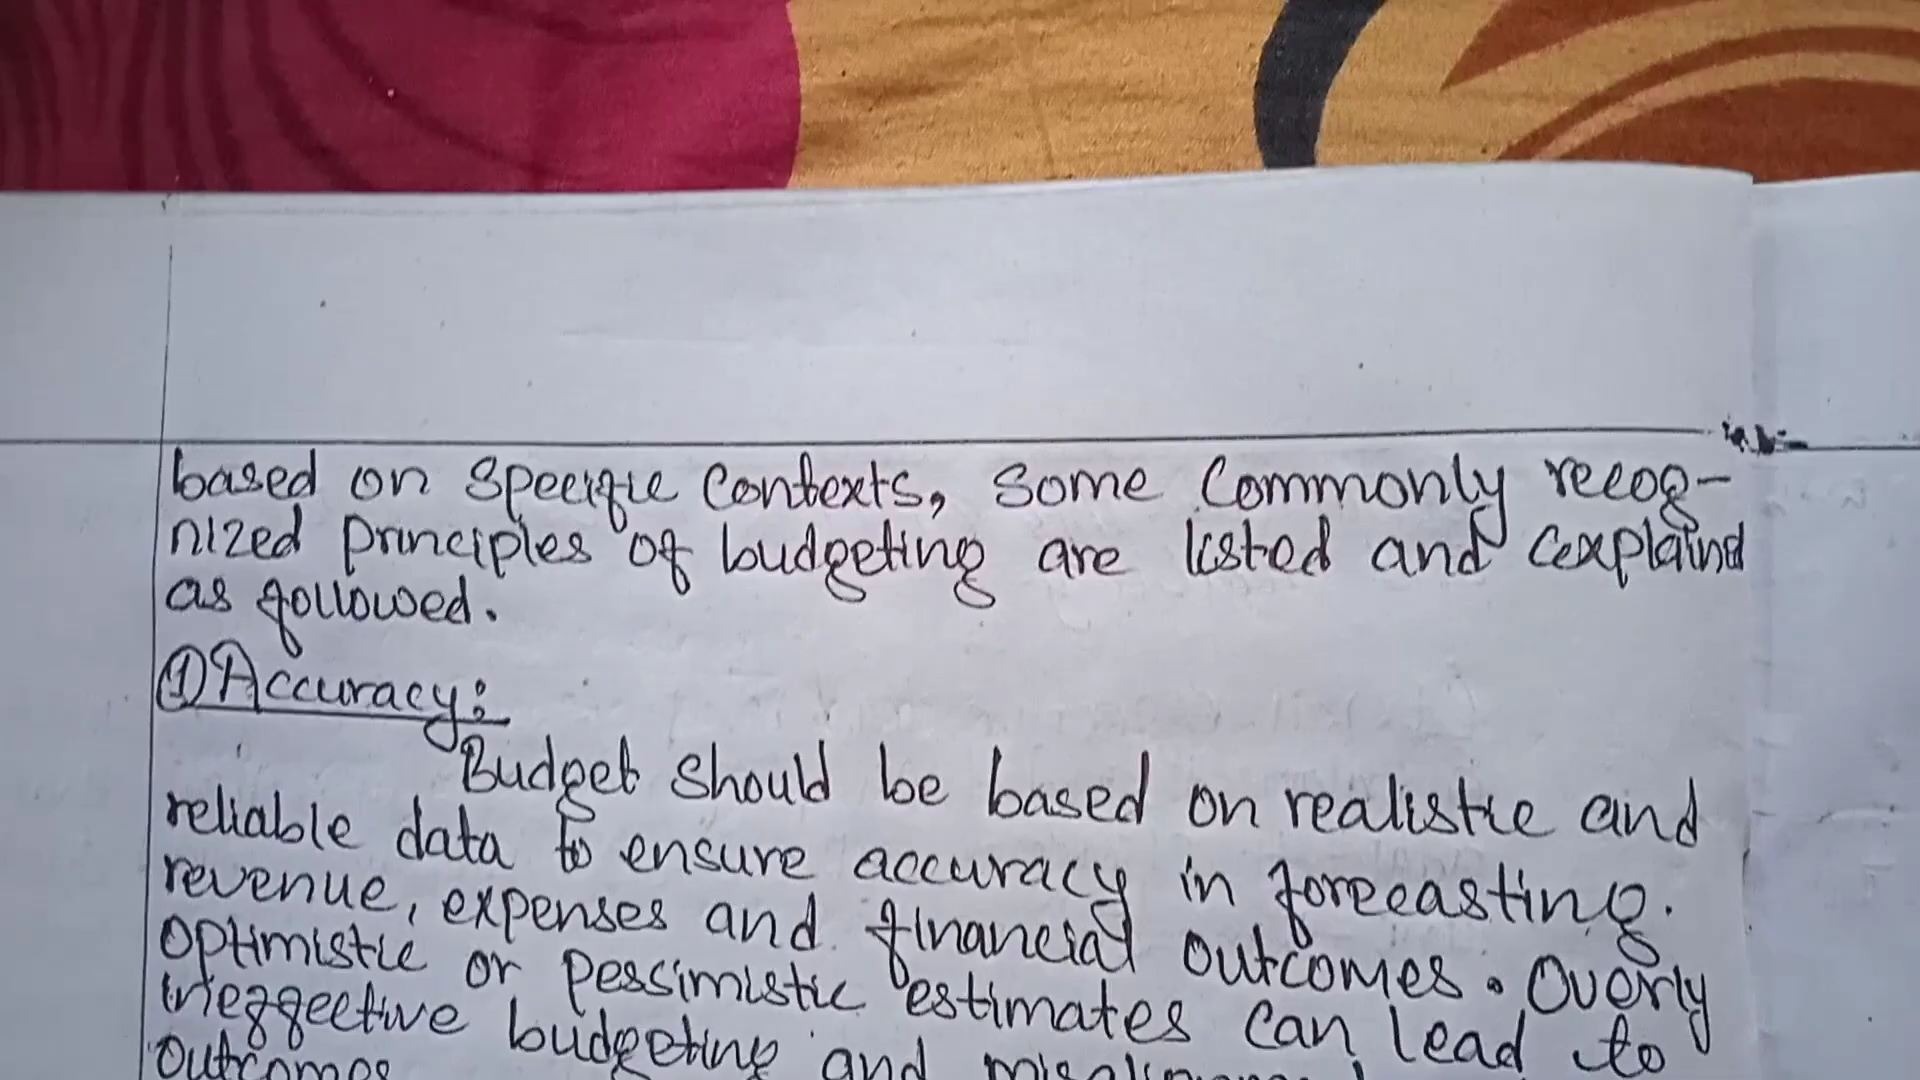 based on specific contexts, some commonly recog-
nized principles of budgeting are listed and explaind
as followed.
① Accuracy:
Budget should be based on realistic and
reliable data to ensure accuracy in forecasting.
revenue, expenses and financial outcomes. Overly
optimistic or pessimistic estimates can lead to
ineffective budgeting and
outcomes